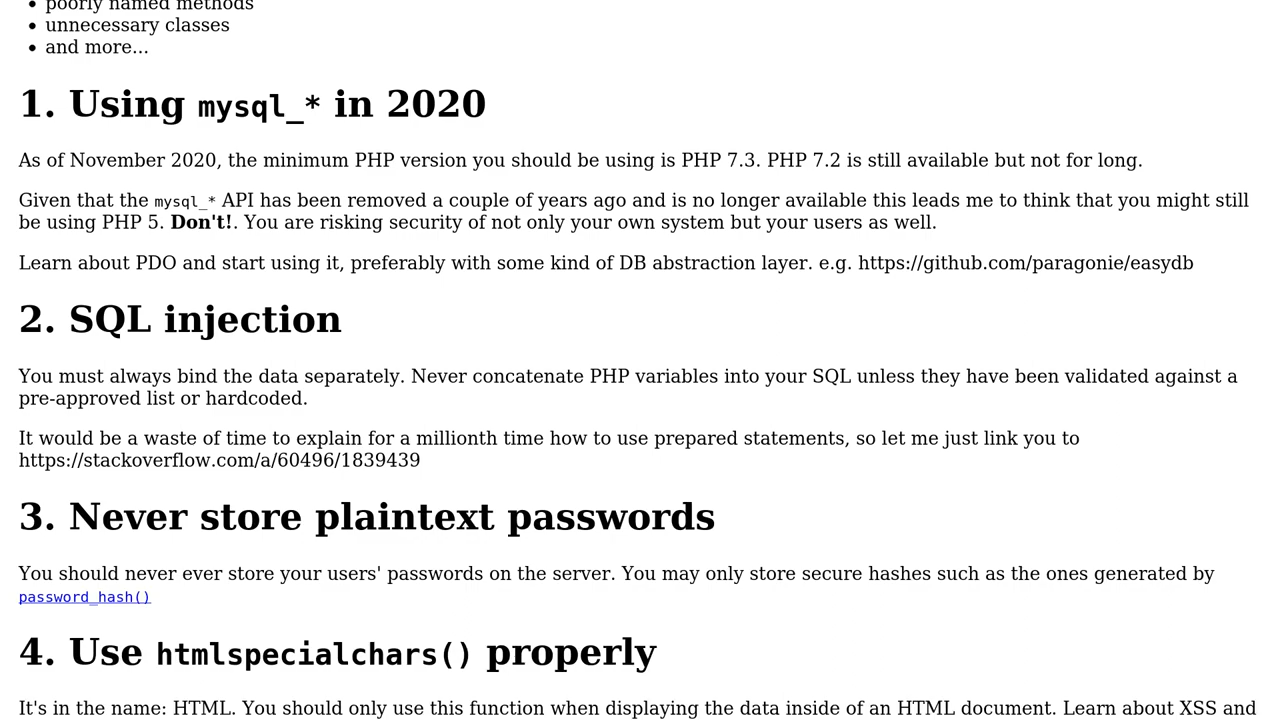 poorly named methods
unnecessary classes
and more...
1. Using mysql_* in 2020
As of November 2020, the minimum PHP version you should be using is PHP 7.3. PHP 7.2 is still available but not for long.
Given that the mysql_* API has been removed a couple of years ago and is no longer available this leads me to think that you might still
be using PHP 5. Don't!. You are risking security of not only your own system but your users as well.
Learn about PDO and start using it, preferably with some kind of DB abstraction layer. e.g. https://github.com/paragonie/easydb
2. SQL injection
You must always bind the data separately. Never concatenate PHP variables into your SQL unless they have been validated against a
pre-approved list or hardcoded.
It would be a waste of time to explain for a millionth time how to use prepared statements, so let me just link you to
https://stackoverflow.com/a/60496/1839439
3. Never store plaintext passwords
You should never ever store your users' passwords on the server. You may only store secure hashes such as the ones generated by
password_hash()
4. Use htmlspecialchars() properly
It's in the name: HTML. You should only use this function when displaying the data inside of an HTML document. Learn about XSS and